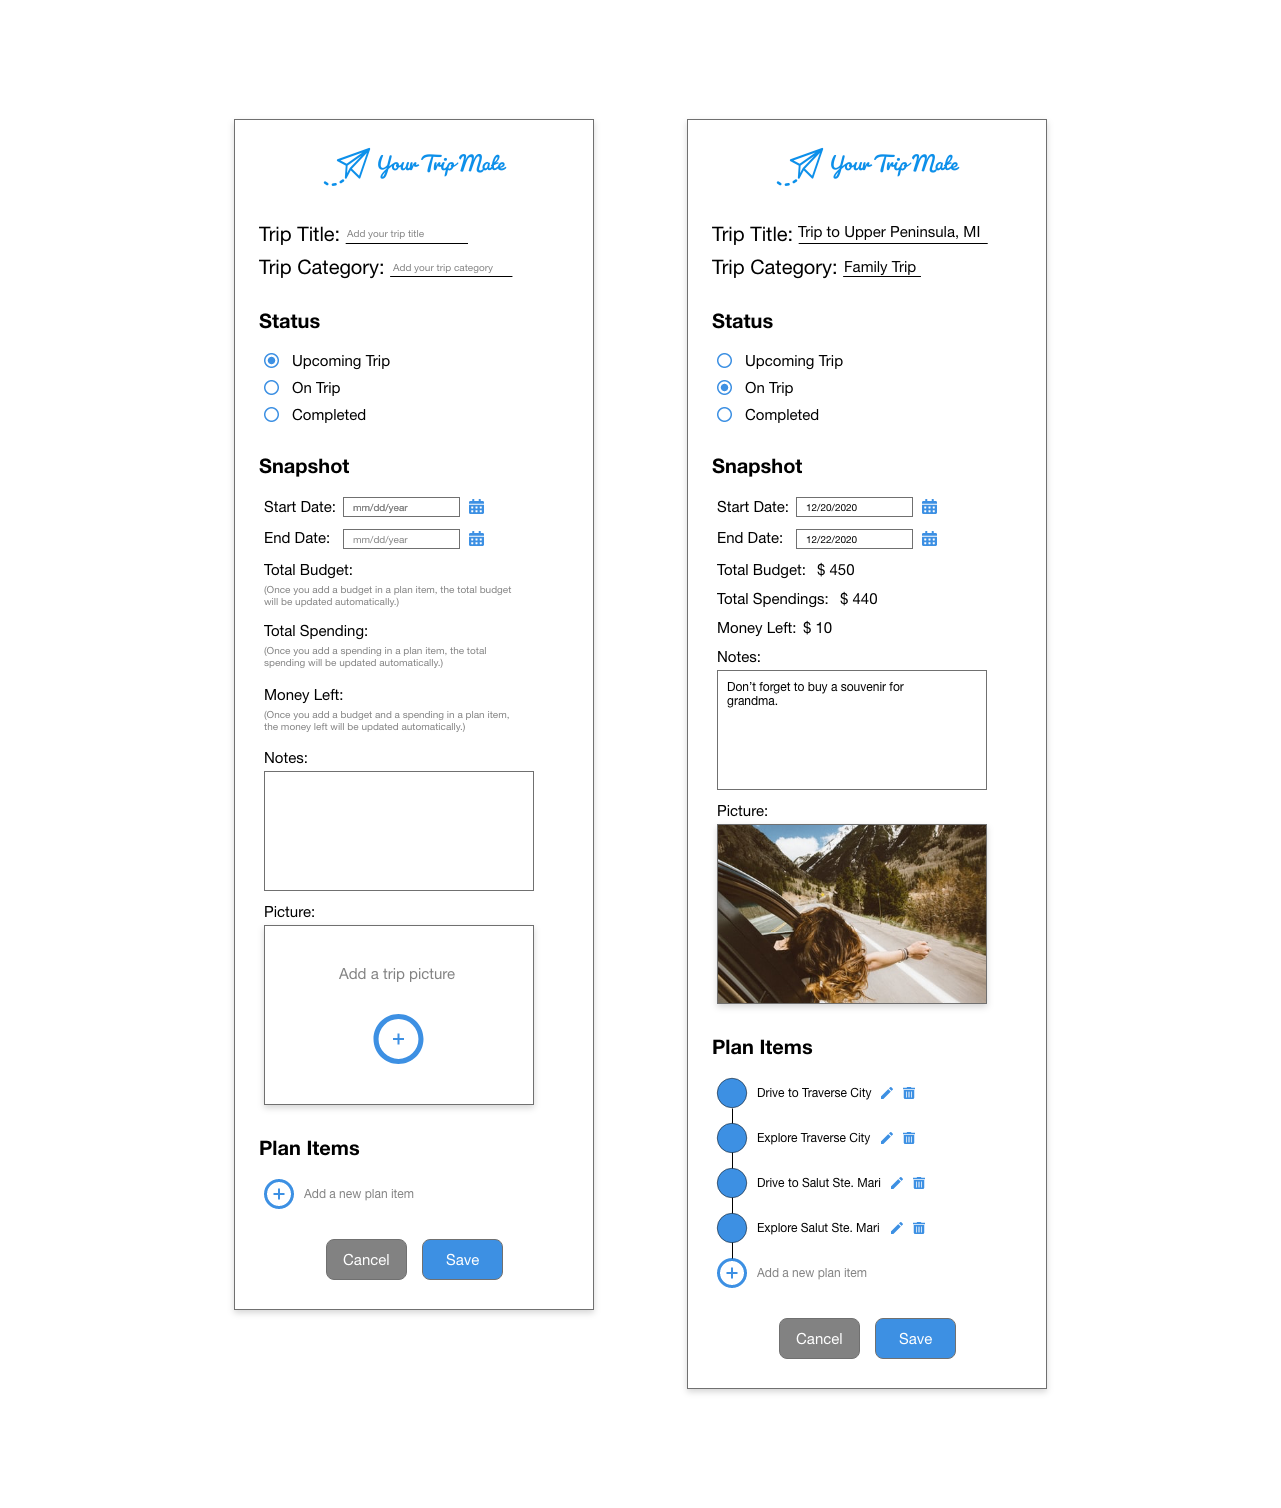 Your Trip Mate
Trip Title: Add your trip title
Trip Category: Add your trip category
Status
Upcoming Trip
On Trip
Completed
Snapshot
Start Date: mm/dd/year
End Date: mm/dd/year
Total Budget:
(Once you add a budget in a plan item, the total budget
will be updated automatically.)
Total Spending:
(Once you add a spending in a plan item, the total
spending will be updated automatically.)
Money Left:
(Once you add a budget and a spending in a plan item,
the money left will be updated automatically.)
Notes:
Picture:
Add a trip picture
Plan Items
Add a new plan item
Cancel Save
Your Trip Mate
Trip Title: Trip to Upper Peninsula, MI
Trip Category: Family Trip
Status
Upcoming Trip
On Trip
Completed
Snapshot
Start Date: 12/20/2020
End Date: 12/22/2020
Total Budget: $ 450
Total Spendings: $ 440
Money Left: $ 10
Notes:
Don't forget to buy a souvenir for
grandma.
Picture:
Plan Items
Drive to Traverse City
Explore Traverse City
Drive to Salut Ste. Mari
Explore Salut Ste. Mari
Add a new plan item
Cancel Save